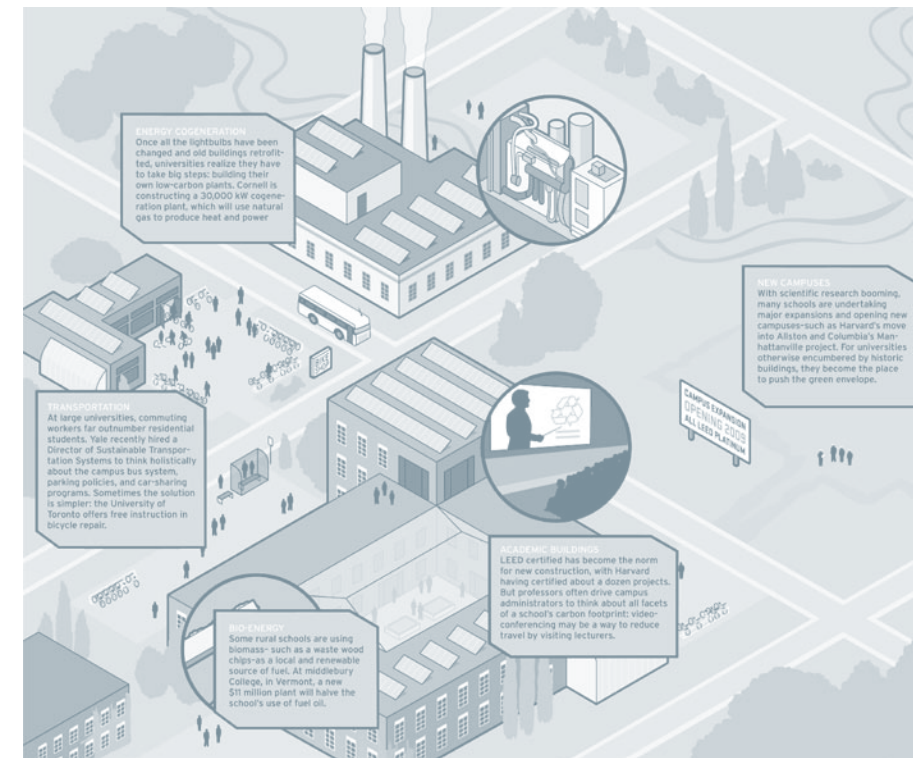 ENERGY COGENERATION
Once all the lightbulbs have been
changed and old buildings retrofit-
ted, universities realize they have
to take big steps: building their
own low-carbon plants. Cornell is
constructing a 30,000 kW cogene-
ration plant, which will use natural
gas to produce heat and power
NEW CAMPUSES
With scientific research booming,
many schools are undertaking
major expansions and opening new
campuses-such as Harvard's move
into Allston and Columbia's Man-
hattanville project. For universities
otherwise encumbered by historic
buildings, they become the place
to push the green envelope.
BIKE
SHOP
CAMPUS EXPANSION
OPENING 2009
ALL LEED PLATINUM
TRANSPORTATION
At large universities, commuting
workers far outnumber residential
students. Yale recently hired a
Director of Sustainable Transpor-
tation Systems to think holistically
about the campus bus system,
parking policies, and car-sharing
programs. Sometimes the solution
is simpler: the University of
Toronto offers free instruction in
bicycle repair.
ACADEMIC BUILDINGS
LEED certified has become the norm
for new construction, with Harvard
having certified about a dozen projects.
But professors often drive campus
administrators to think about all facets
of a school's carbon footprint: video-
conferencing may be a way to reduce
travel by visiting lecturers.
BIO-ENERGY
Some rural schools are using
biomass- such as a waste wood
chips-as a local and renewable
source of fuel. At middlebury
College, in Vermont, a new
$11 million plant will halve the
school's use of fuel oil.